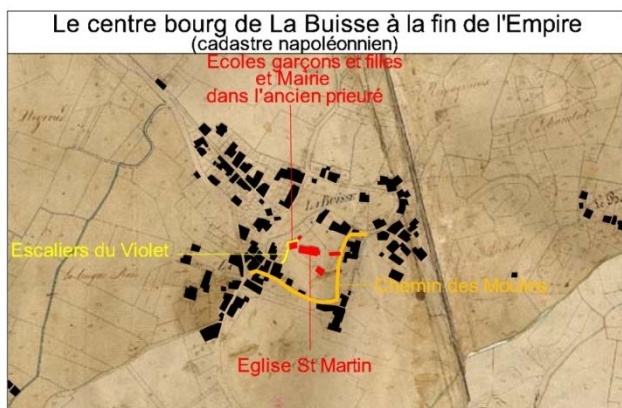 Le centre bourg de La Buisse à la fin de l'Empire
(cadastre napoléonnien)
Ecoles garçons et filles
et Mairie
dans l'ancien prieuré
LA BUISSE
Escaliers du Violet
Chemin des Moulins
Eglise St Martin